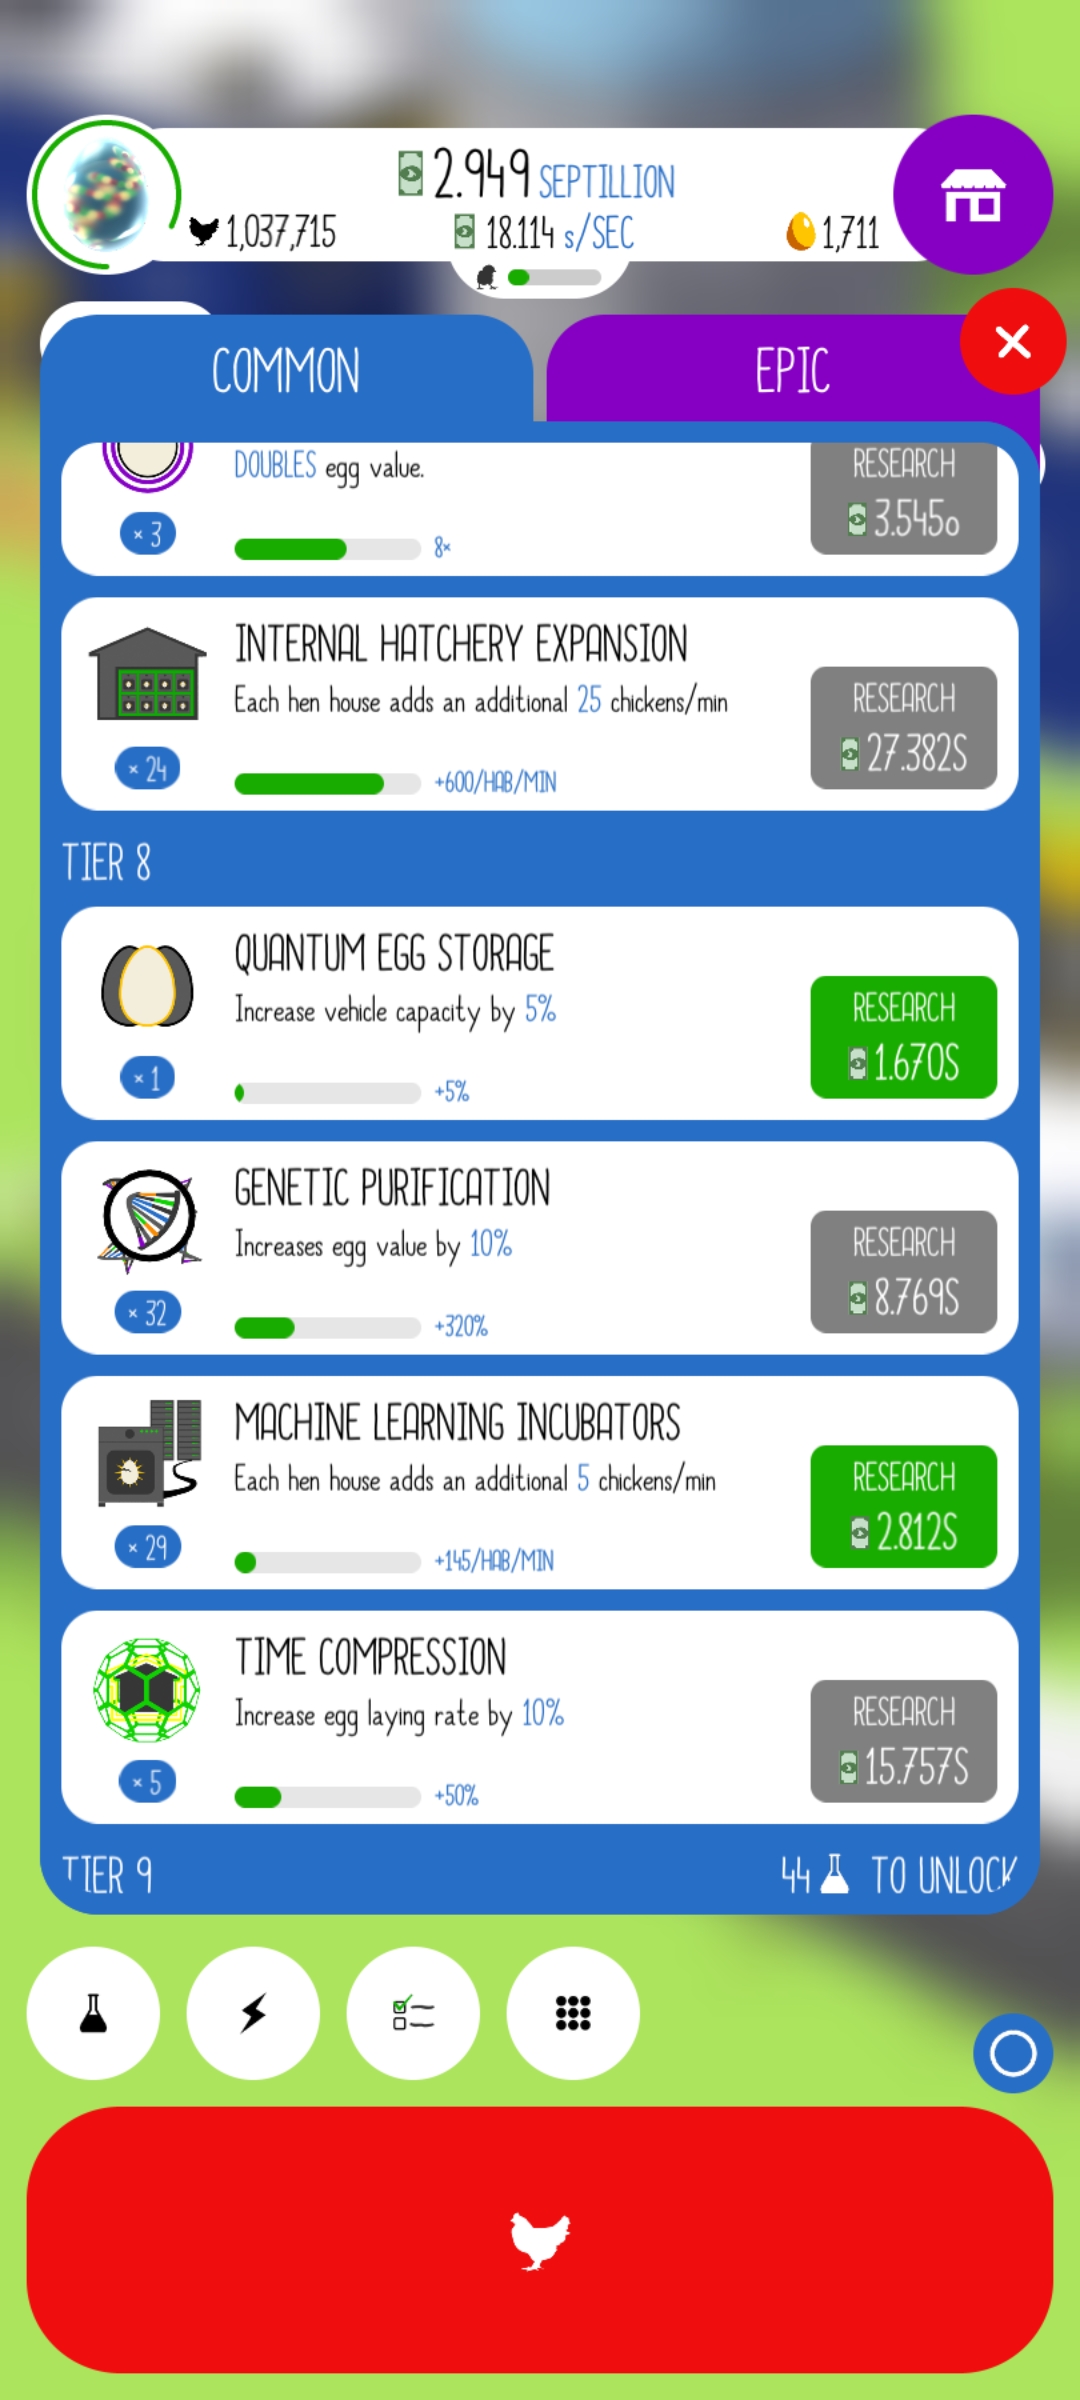 2.949 SEPTILLION
1,037,715
18.114 s/SEC
1,711
COMMON
EPIC
DOUBLES egg value.
RESEARCH
3.545o
× 3
8×
INTERNAL HATCHERY EXPANSION
Each hen house adds an additional 25 chickens/min
RESEARCH
27.382S
× 24
+600/HAB/MIN
TIER 8
QUANTUM EGG STORAGE
Increase vehicle capacity by 5%
RESEARCH
1.670S
× 1
+5%
GENETIC PURIFICATION
Increases egg value by 10%
RESEARCH
8.769S
× 32
+320%
MACHINE LEARNING INCUBATORS
Each hen house adds an additional 5 chickens/min
RESEARCH
2.812S
× 29
+145/HAB/MIN
TIME COMPRESSION
Increase egg laying rate by 10%
RESEARCH
15.757S
× 5
+50%
TIER 9
44 TO UNLOCK